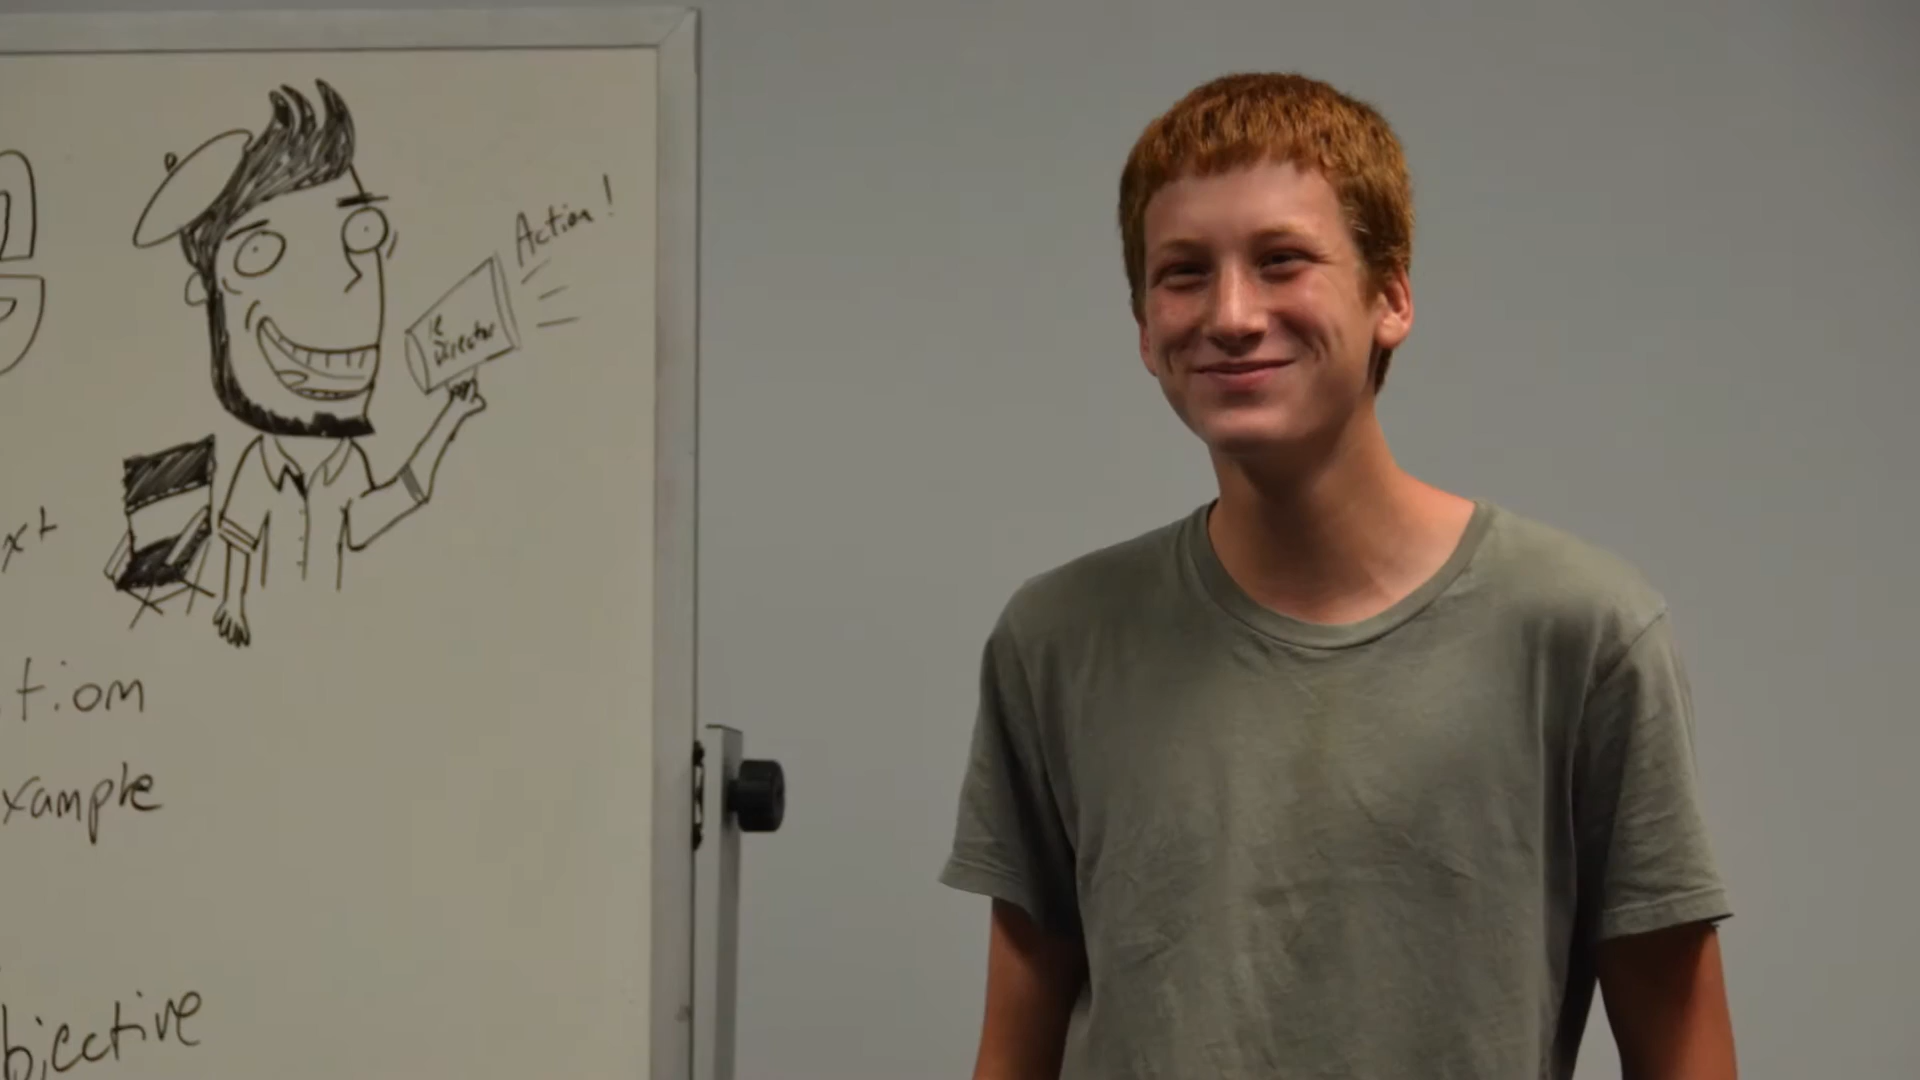 Action!
le
Director
xt
tion
xample
bjective